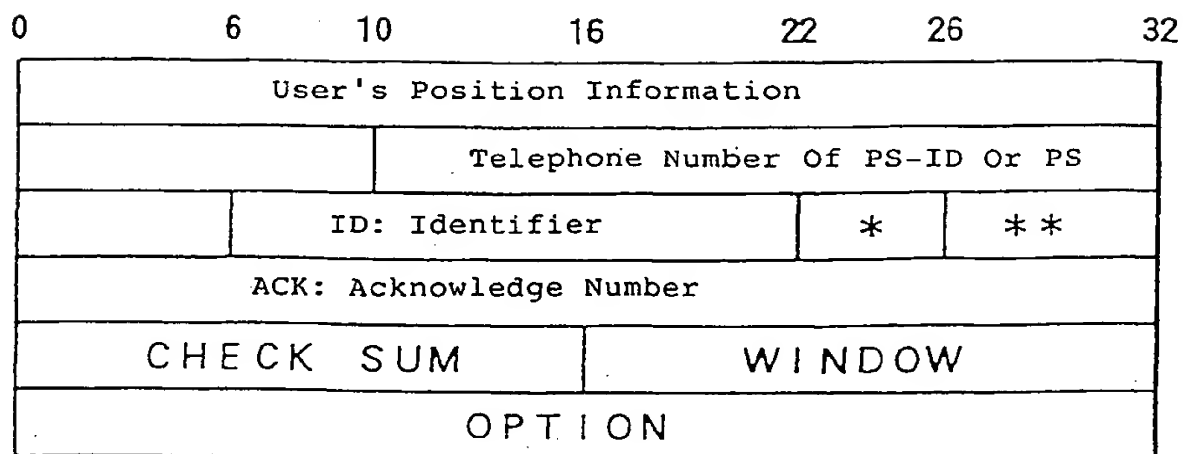 0 6 10 16 22 26 32
User's Position Information
Telephone Number Of PS-ID Or PS
ID: Identifier * **
ACK: Acknowledge Number
CHECK SUM WINDOW
OPTION